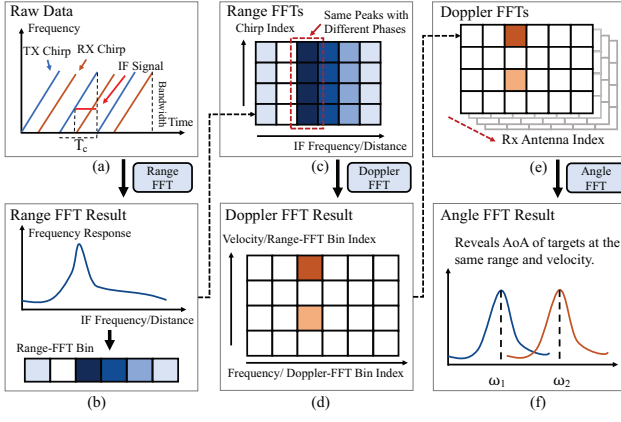 Raw Data
Frequency
TX Chirp
RX Chirp
IF Signal
Bandwidth
Time
T_c
(a)
Range
FFT
Range FFT Result
Frequency Response
IF Frequency/Distance
Range-FFT Bin
(b)
Range FFTs
Chirp Index
Same Peaks with
Different Phases
IF Frequency/Distance
(c)
Doppler
FFT
Doppler FFT Result
Velocity/Range-FFT Bin Index
Frequency/ Doppler-FFT Bin Index
(d)
Doppler FFTs
Rx Antenna Index
(e)
Angle
FFT
Angle FFT Result
Reveals AoA of targets at the
same range and velocity.
ω₁
ω₂
(f)